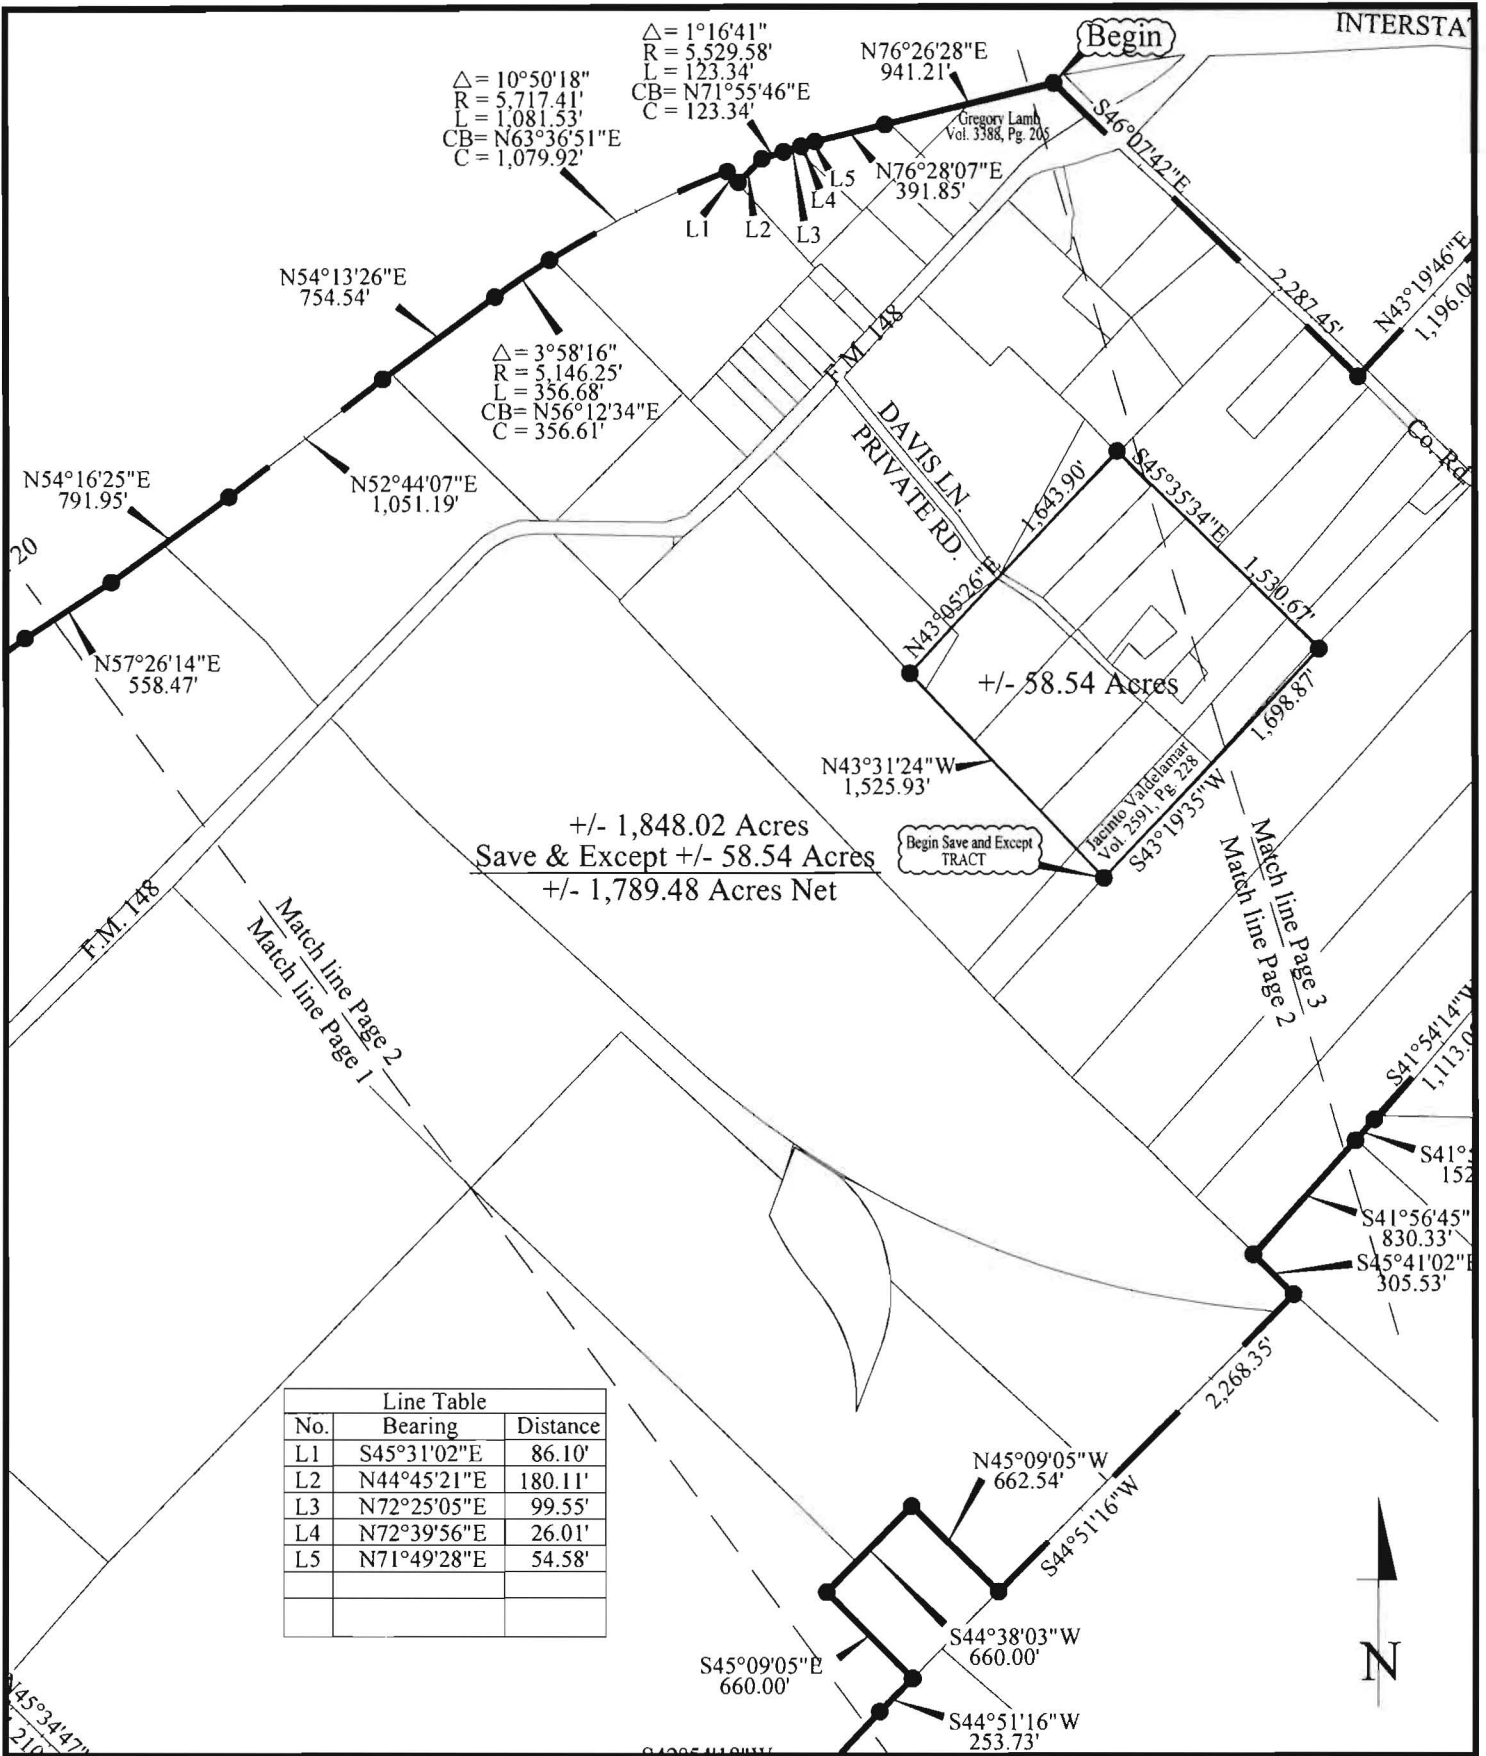 INTERSTA
Begin
△= 1°16'41"
R = 5,529.58'
L = 123.34'
CB= N71°55'46"E
C = 123.34'
N76°26'28"E
941.21'
△= 10°50'18"
R = 5,717.41'
L = 1,081.53'
CB= N63°36'51"E
C = 1,079.92'
Gregory Lamb
Vol. 3388, Pg. 205
S46°07'42"E
2,287.45'
N76°28'07"E
391.85'
L5
L4
L1
L2
L3
N43°19'46"E
1,196.04
N54°13'26"E
754.54'
△= 3°58'16"
R = 5,146.25'
L = 356.68'
CB= N56°12'34"E
C = 356.61'
F.M. 148
DAVIS LN.
PRIVATE RD.
Co. Rd.
N54°16'25"E
791.95'
N52°44'07"E
1,051.19'
20
N57°26'14"E
558.47'
N43°05'26"E
1,643.90'
S45°35'34"E
1,530.67'
+/- 58.54 Acres
1,698.87'
S43°19'35"W
N43°31'24"W
1,525.93'
Jacinto Valdelamar
Vol. 2591, Pg. 228
Begin Save and Except
TRACT
+/- 1,848.02 Acres
Save & Except +/- 58.54 Acres
+/- 1,789.48 Acres Net
Match line Page 3
Match line Page 2
F.M. 148
Match line Page 2
Match line Page 1
S41°54'14"W
S41°
152
S41°56'45"
830.33'
S45°41'02"E
305.53'
2,268.35'
S44°51'16"W
Line Table
No. Bearing Distance
L1 S45°31'02"E 86.10'
L2 N44°45'21"E 180.11'
L3 N72°25'05"E 99.55'
L4 N72°39'56"E 26.01'
L5 N71°49'28"E 54.58'
N45°09'05"W
662.54'
S44°38'03"W
660.00'
S45°09'05"E
660.00'
S44°51'16"W
253.73'
N
N45°34'47"